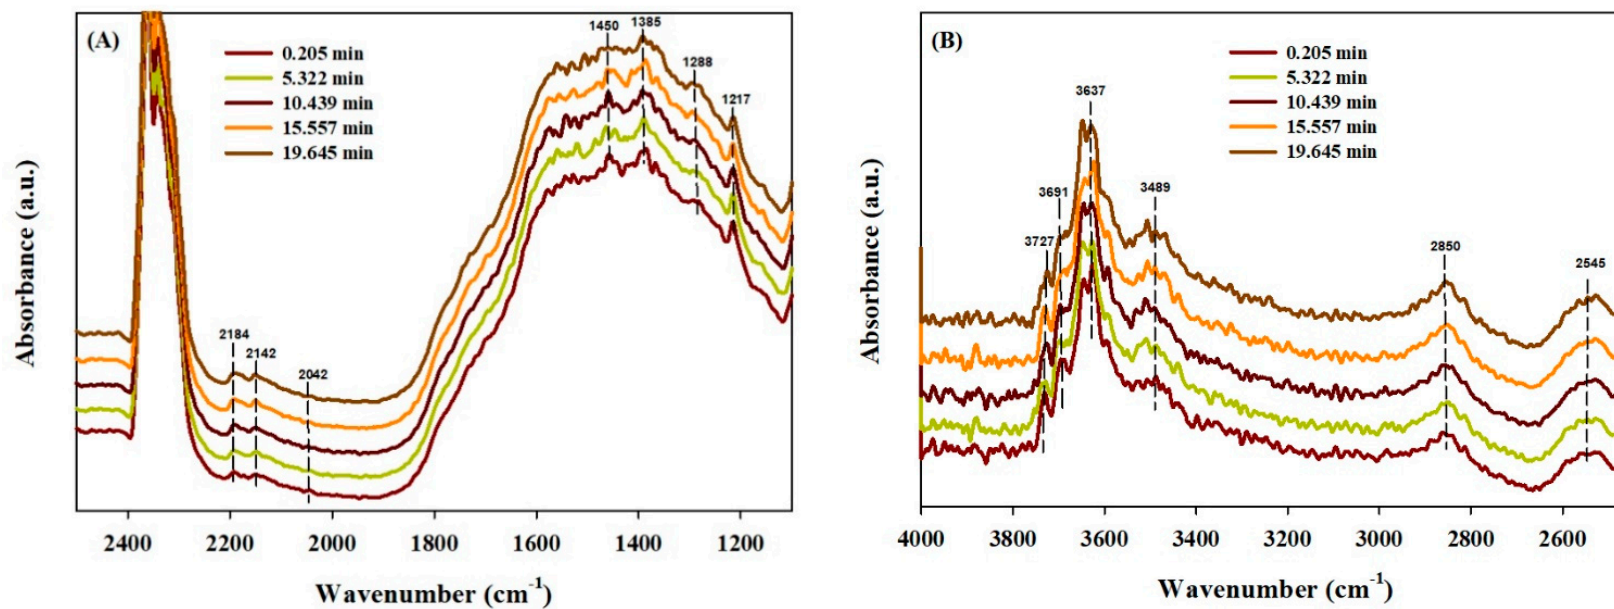 (A)
0.205 min
5.322 min
10.439 min
15.557 min
19.645 min
1450
1385
1288
1217
2184
2142
2042
Absorbance (a.u.)
2400 2200 2000 1800 1600 1400 1200
Wavenumber (cm-1)
(B)
0.205 min
5.322 min
10.439 min
15.557 min
19.645 min
3637
3691
3489
3727
2850
2545
Absorbance (a.u.)
4000 3800 3600 3400 3200 3000 2800 2600
Wavenumber (cm-1)